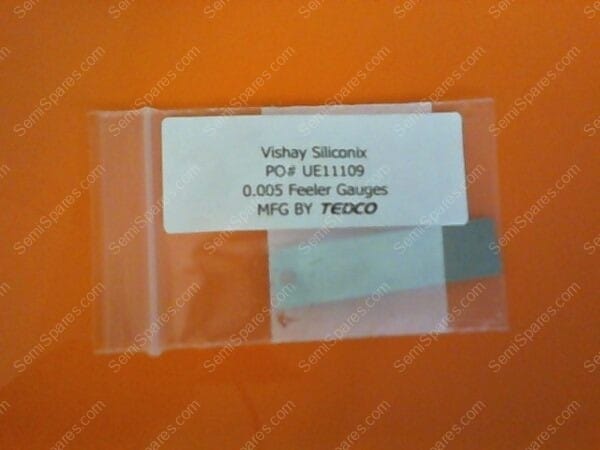 Vishay Siliconix
PO# UE11109
0.005 Feeler Gauges
MFG BY TEDCO
SemiSpares.com